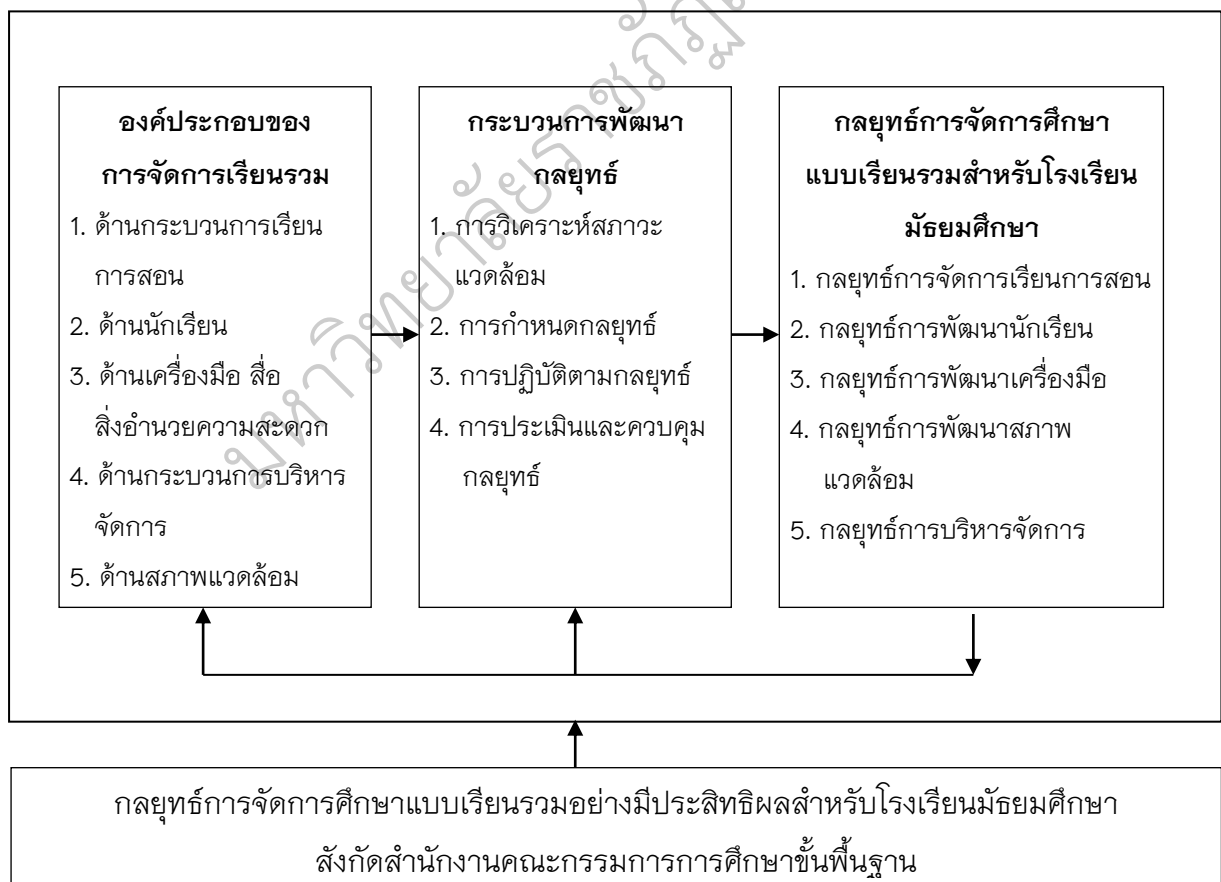 องค์ประกอบของ
การจัดการเรียนรวม
1. ด้านกระบวนการเรียน
การสอน
2. ด้านนักเรียน
3. ด้านเครื่องมือ สื่อ
สิ่งอำนวยความสะดวก
4. ด้านกระบวนการบริหาร
จัดการ
5. ด้านสภาพแวดล้อม
กระบวนการพัฒนา
กลยุทธ์
1. การวิเคราะห์สภาวะ
แวดล้อม
2. การกำหนดกลยุทธ์
3. การปฏิบัติตามกลยุทธ์
4. การประเมินและควบคุม
กลยุทธ์
กลยุทธ์การจัดการศึกษา
แบบเรียนรวมสำหรับโรงเรียน
มัธยมศึกษา
1. กลยุทธ์การจัดการเรียนการสอน
2. กลยุทธ์การพัฒนานักเรียน
3. กลยุทธ์การพัฒนาเครื่องมือ
4. กลยุทธ์การพัฒนาสภาพ
แวดล้อม
5. กลยุทธ์การบริหารจัดการ
กลยุทธ์การจัดการศึกษาแบบเรียนรวมอย่างมีประสิทธิผลสำหรับโรงเรียนมัธยมศึกษา
สังกัดสำนักงานคณะกรรมการการศึกษาขั้นพื้นฐาน
มหาวิทยาลัยราชภัฏ